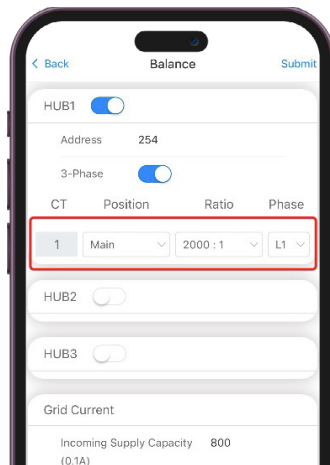 Back Balance Submit
HUB1
Address 254
3-Phase
CT Position Ratio Phase
1 Main 2000 : 1 L1
HUB2
HUB3
Grid Current
Incoming Supply Capacity 800
(0.1A)